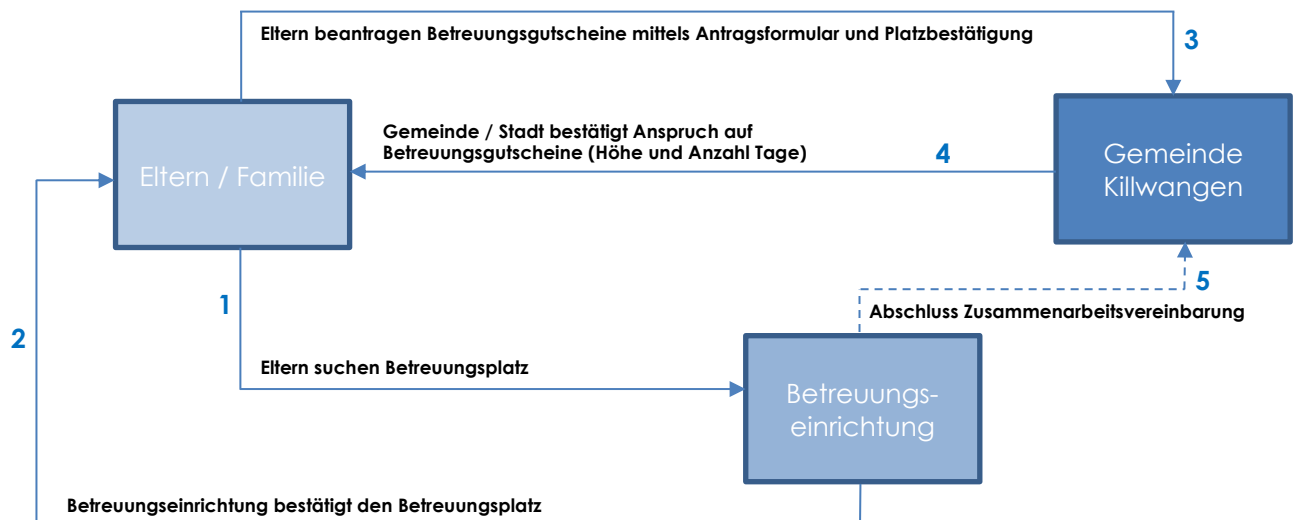 Eltern beantragen Betreuungsgutscheine mittels Antragsformular und Platzbestätigung
3
Gemeinde / Stadt bestätigt Anspruch auf
Betreuungsgutscheine (Höhe und Anzahl Tage)
4
Eltern / Familie
Gemeinde
Killwangen
1
5
2
Abschluss Zusammenarbeitsvereinbarung
Eltern suchen Betreuungsplatz
Betreuungs-
einrichtung
Betreuungseinrichtung bestätigt den Betreuungsplatz